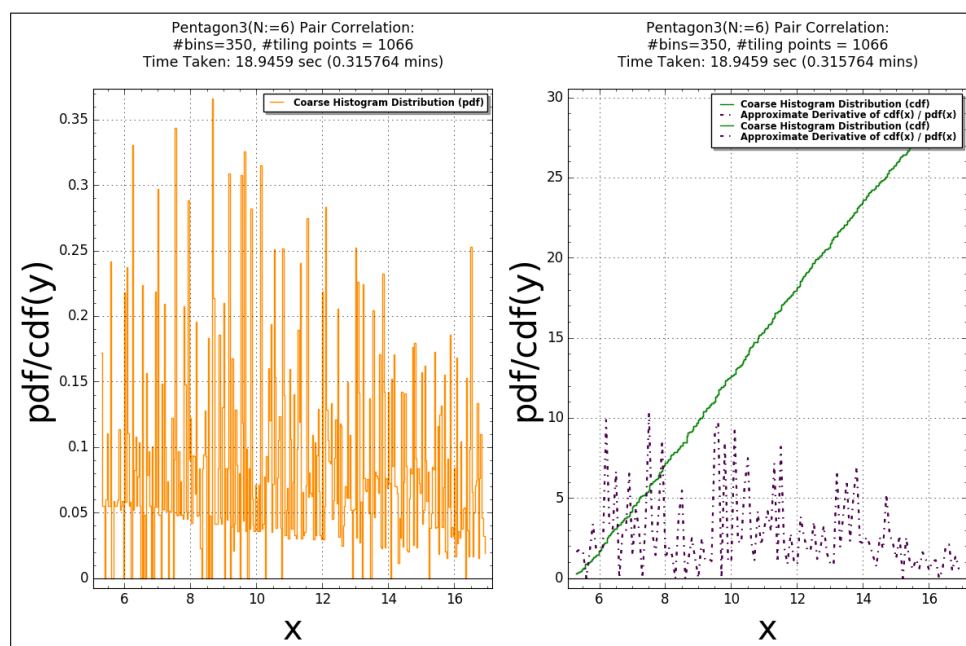 Pentagon3(N:=6) Pair Correlation:
#bins=350, #tiling points = 1066
Time Taken: 18.9459 sec (0.315764 mins)
Coarse Histogram Distribution (pdf)
0.35
0.3
0.25
0.2
0.15
0.1
0.05
0
pdf/cdf(y)
6 8 10 12 14 16
x
Pentagon3(N:=6) Pair Correlation:
#bins=350, #tiling points = 1066
Time Taken: 18.9459 sec (0.315764 mins)
Coarse Histogram Distribution (cdf)
Approximate Derivative of cdf(x) / pdf(x)
Coarse Histogram Distribution (cdf)
Approximate Derivative of cdf(x) / pdf(x)
30
25
20
15
10
5
0
pdf/cdf(y)
6 8 10 12 14 16
x